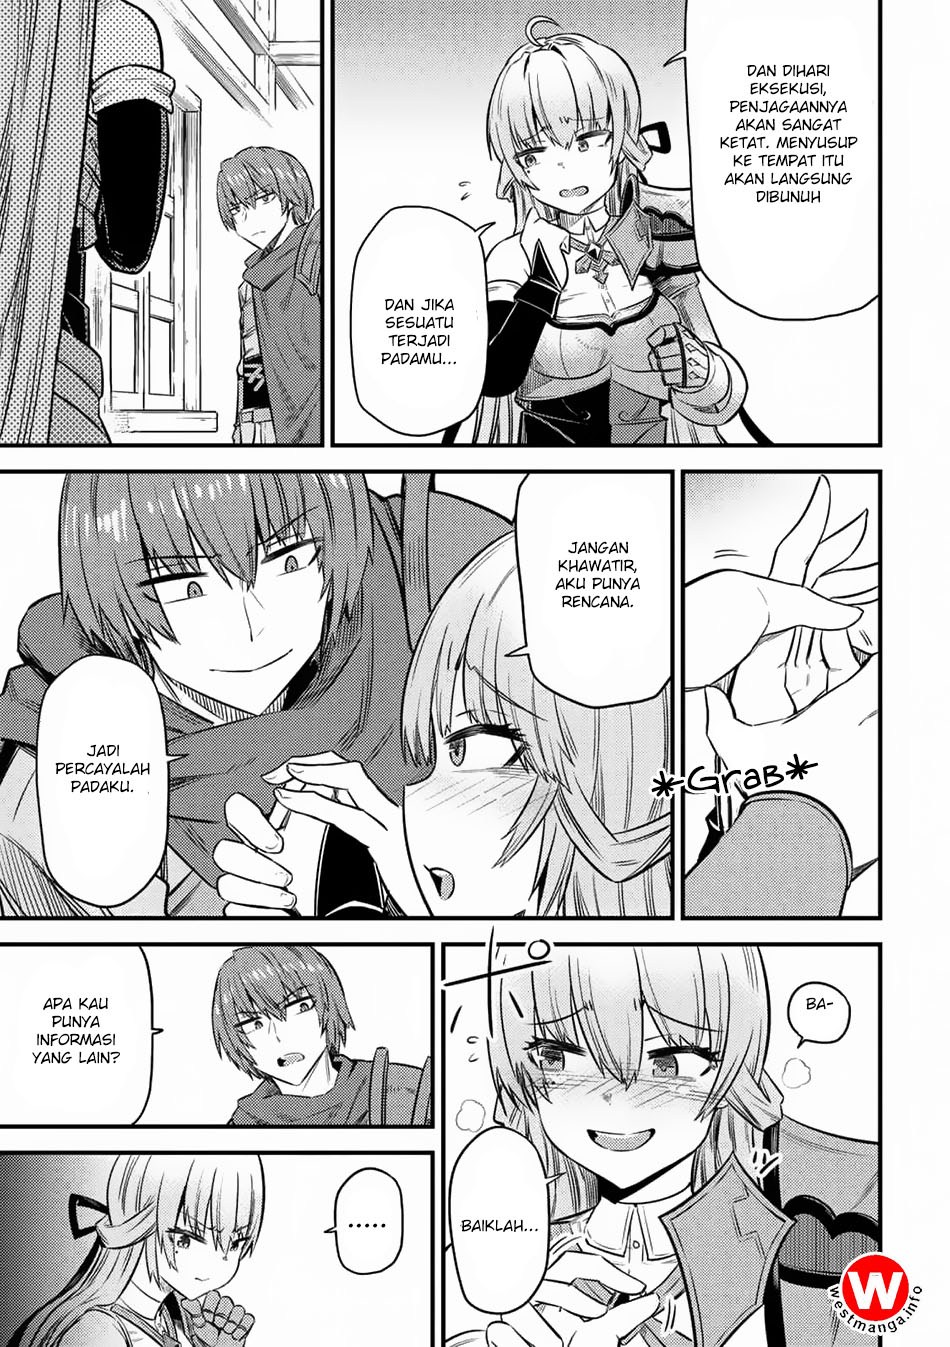 DAN DIHARI
EKSEKUSI,
PENJAGAANNYA
AKAN SANGAT
KETAT. MENYUSUP
KE TEMPAT ITU
AKAN LANGSUNG
DIBUNUH
DAN JIKA
SESUATU
TERJADI
PADAMU...
*GRAB*
JANGAN
KHAWATIR,
AKU PUNYA
RENCANA.
JADI
PERCAYALAH
PADAKU.
BA-
BAIKLAH...
APA KAU
PUNYA
INFORMASI
YANG LAIN?
......
W
westmanga.info